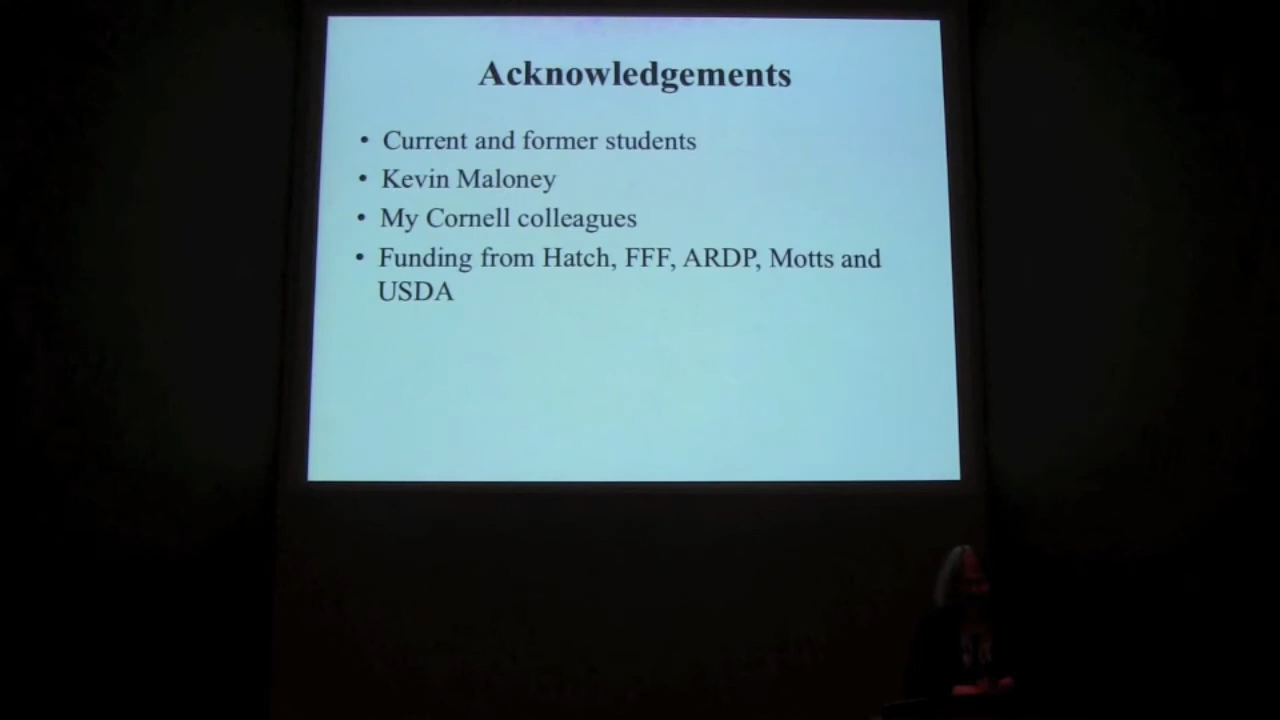 Acknowledgements
• Current and former students
• Kevin Maloney
• My Cornell colleagues
• Funding from Hatch, FFF, ARDP, Motts and
USDA